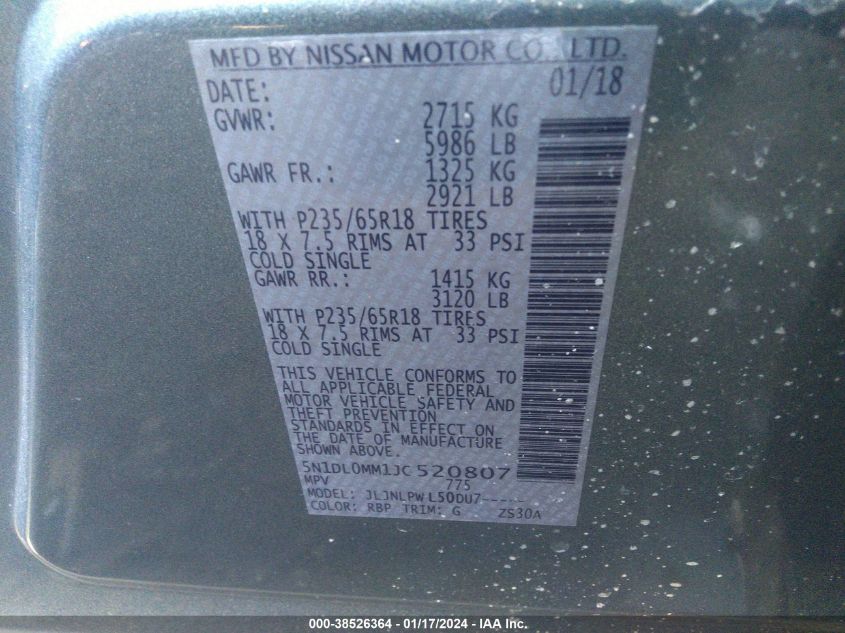 MFD BY NISSAN MOTOR CO., LTD.
DATE: 01/18
GVWR: 2715 KG
5986 LB
GAWR FR.: 1325 KG
2921 LB
WITH P235/65R18 TIRES
18 X 7.5 RIMS AT 33 PSI
COLD SINGLE
GAWR RR.: 1415 KG
3120 LB
WITH P235/65R18 TIRES
18 X 7.5 RIMS AT 33 PSI
COLD SINGLE
THIS VEHICLE CONFORMS TO
ALL APPLICABLE FEDERAL
MOTOR VEHICLE SAFETY AND
THEFT PREVENTION
STANDARDS IN EFFECT ON
THE DATE OF MANUFACTURE
SHOWN ABOVE.
5N1DL0MM1JC520807
MPV 775
MODEL: JLJNLPWL50DU7-----
COLOR: RBP TRIM: G ZS30A
000-38526364 - 01/17/2024 - IAA Inc.